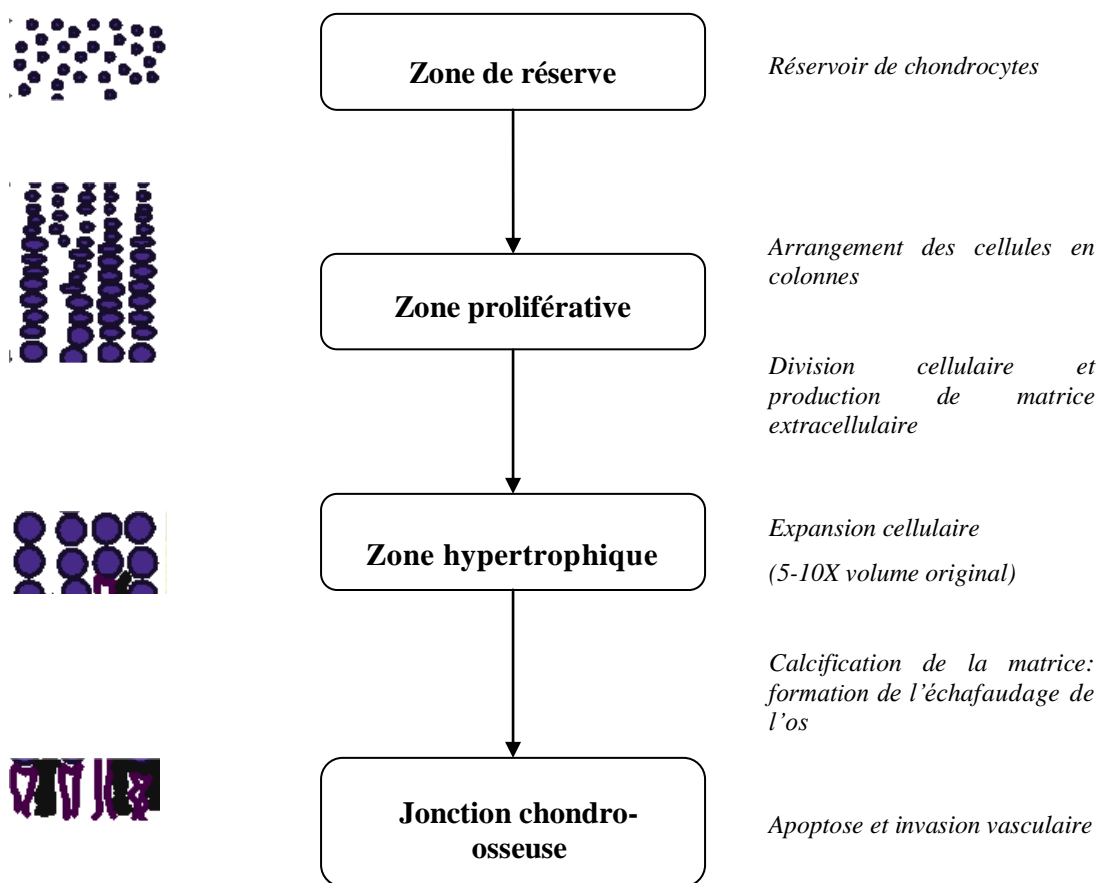 Zone de réserve
Réservoir de chondrocytes
Arrangement des cellules en
colonnes
Zone proliférative
Division cellulaire et
production de matrice
extracellulaire
Zone hypertrophique
Expansion cellulaire
(5-10X volume original)
Calcification de la matrice:
formation de l’échafaudage de
l’os
Jonction chondro-
osseuse
Apoptose et invasion vasculaire